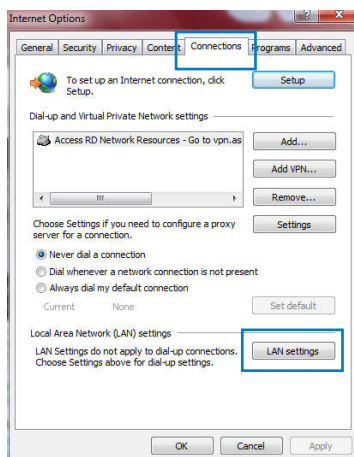 Internet Options
General Security Privacy Content Connections Programs Advanced
To set up an Internet connection, click Setup
Setup.
Dial-up and Virtual Private Network settings
Access RD Network Resources - Go to vpn.as Add...
Add VPN...
Remove...
Choose Settings if you need to configure a proxy Settings
server for a connection.
Never dial a connection
Dial whenever a network connection is not present
Always dial my default connection
Current None Set default
Local Area Network (LAN) settings
LAN Settings do not apply to dial-up connections. LAN settings
Choose Settings above for dial-up settings.
OK Cancel Apply